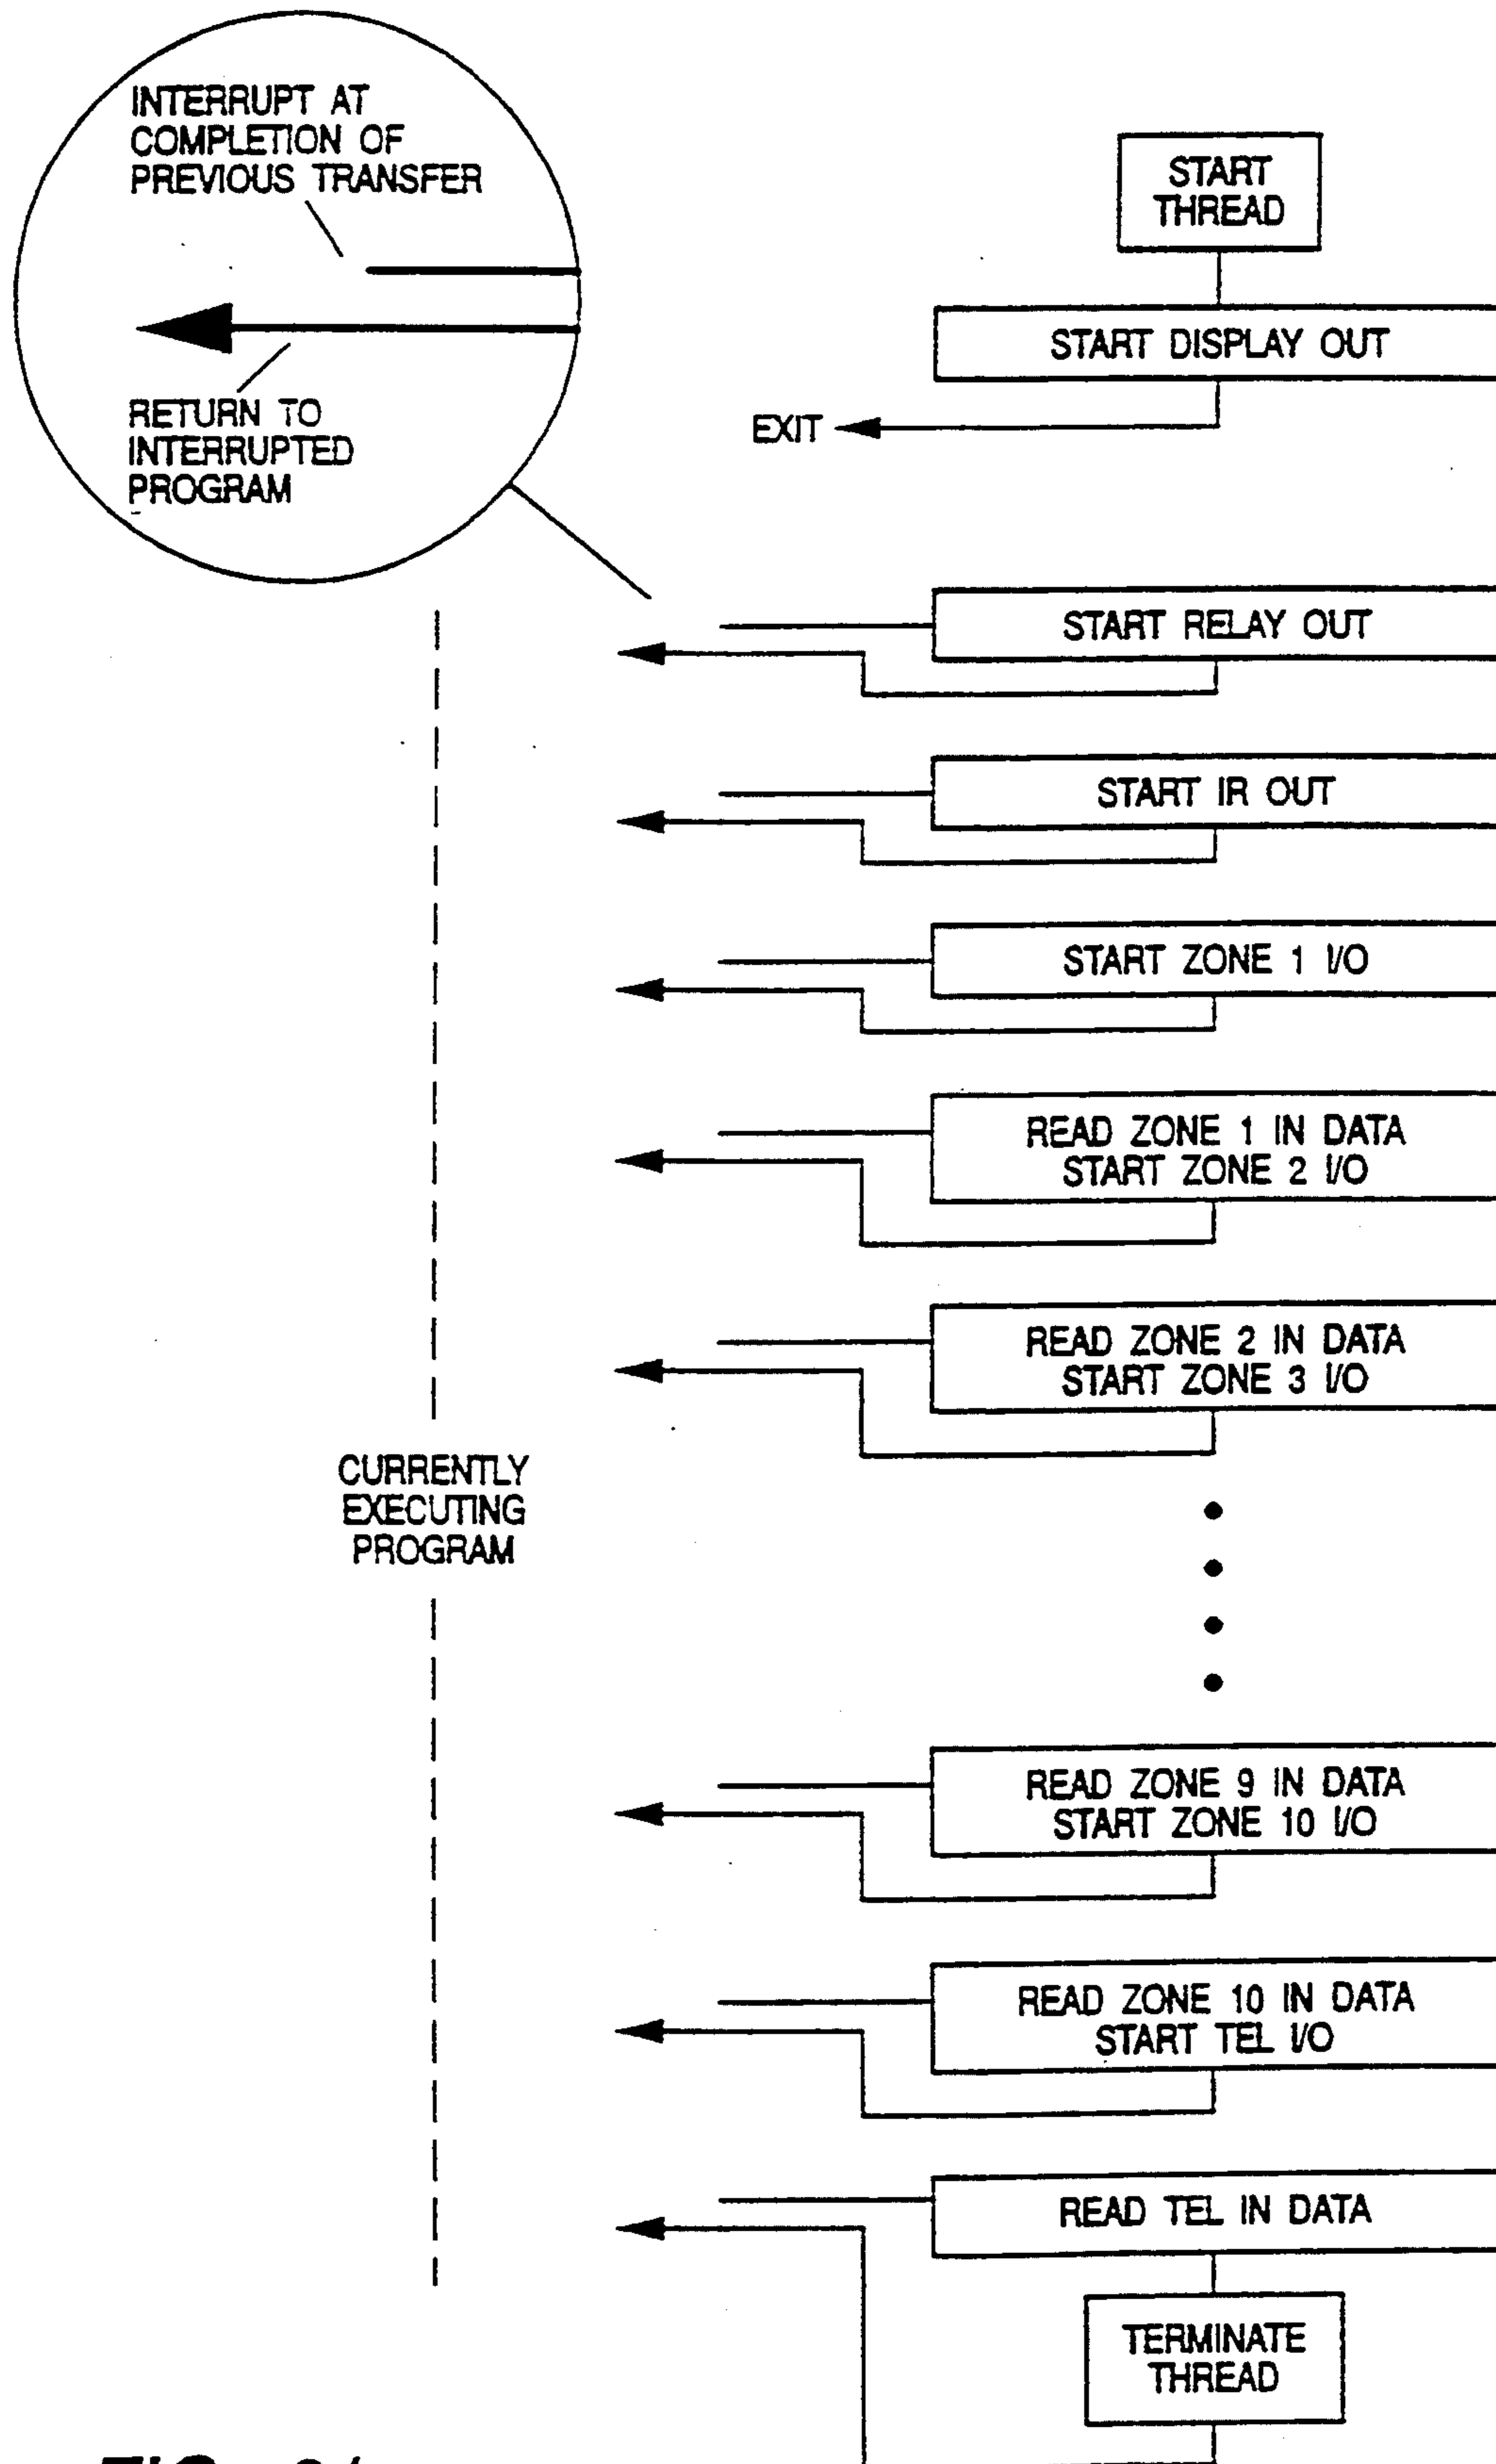 INTERRUPT AT
COMPLETION OF
PREVIOUS TRANSFER
RETURN TO
INTERRUPTED
PROGRAM
START
THREAD
START DISPLAY OUT
EXIT
START RELAY OUT
START IR OUT
START ZONE 1 I/O
READ ZONE 1 IN DATA
START ZONE 2 I/O
READ ZONE 2 IN DATA
START ZONE 3 I/O
CURRENTLY
EXECUTING
PROGRAM
READ ZONE 9 IN DATA
START ZONE 10 I/O
READ ZONE 10 IN DATA
START TEL I/O
READ TEL IN DATA
TERMINATE
THREAD